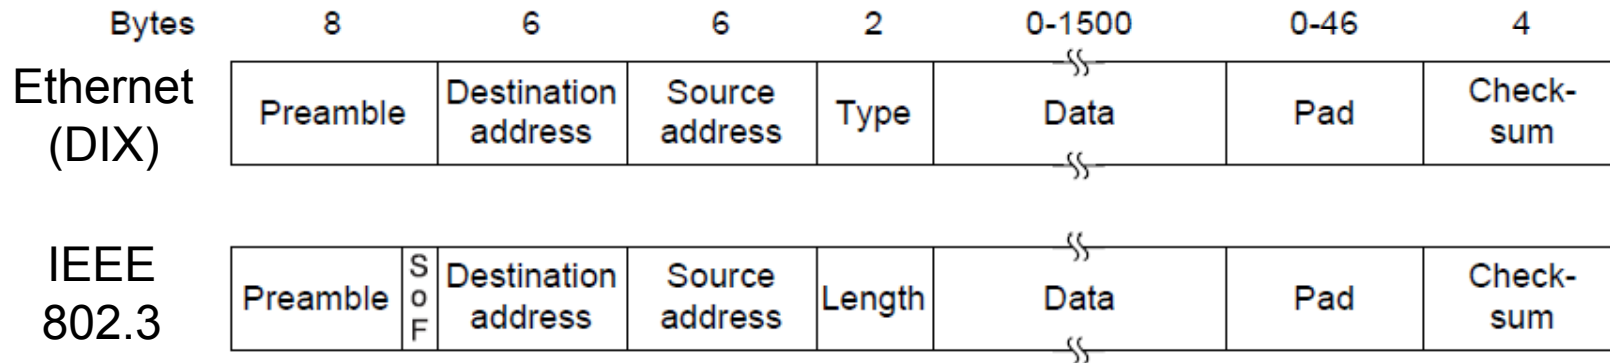 Bytes 8 6 6 2 0-1500 0-46 4
Ethernet (DIX)
Preamble
Destination address
Source address
Type
Data
Pad
Check-sum
IEEE 802.3
Preamble
SoF
Destination address
Source address
Length
Data
Pad
Check-sum